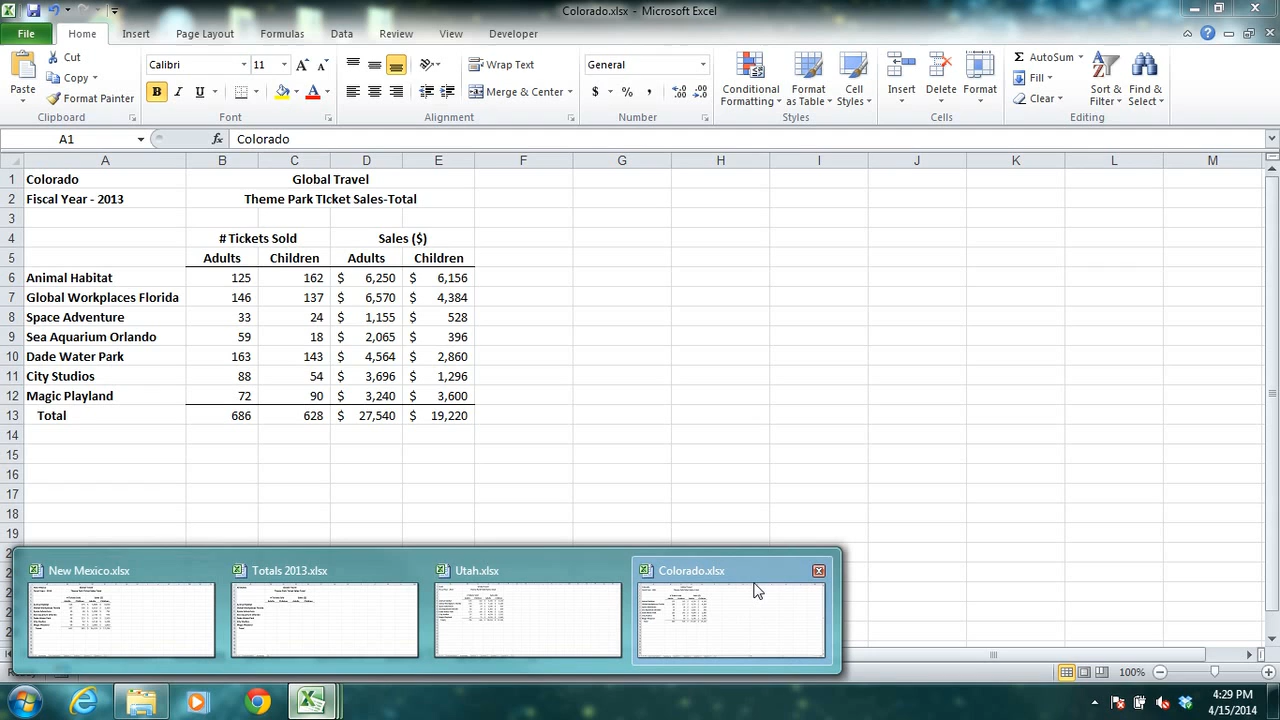 Colorado.xlsx - Microsoft Excel
File Home Insert Page Layout Formulas Data Review View Developer
Paste Cut Copy Format Painter Clipboard
Calibri 11 A A B I U A Font
Wrap Text Merge & Center Alignment
General $ % , .0 .00 .00 .0 Number
Conditional Formatting Format as Table Cell Styles Styles
Insert Delete Format Cells
Σ AutoSum Fill Clear Sort & Filter Find & Select Editing
A1 fx Colorado
A B C D E F G H I J K L M
1 Colorado Global Travel
2 Fiscal Year - 2013 Theme Park TIcket Sales-Total
3
4 # Tickets Sold Sales ($)
5 Adults Children Adults Children
6 Animal Habitat 125 162 $ 6,250 $ 6,156
7 Global Workplaces Florida 146 137 $ 6,570 $ 4,384
8 Space Adventure 33 24 $ 1,155 $ 528
9 Sea Aquarium Orlando 59 18 $ 2,065 $ 396
10 Dade Water Park 163 143 $ 4,564 $ 2,860
11 City Studios 88 54 $ 3,696 $ 1,296
12 Magic Playland 72 90 $ 3,240 $ 3,600
13 Total 686 628 $ 27,540 $ 19,220
14
15
16
17
18
19
New Mexico.xlsx Totals 2013.xlsx Utah.xlsx Colorado.xlsx
100%
4:29 PM
4/15/2014